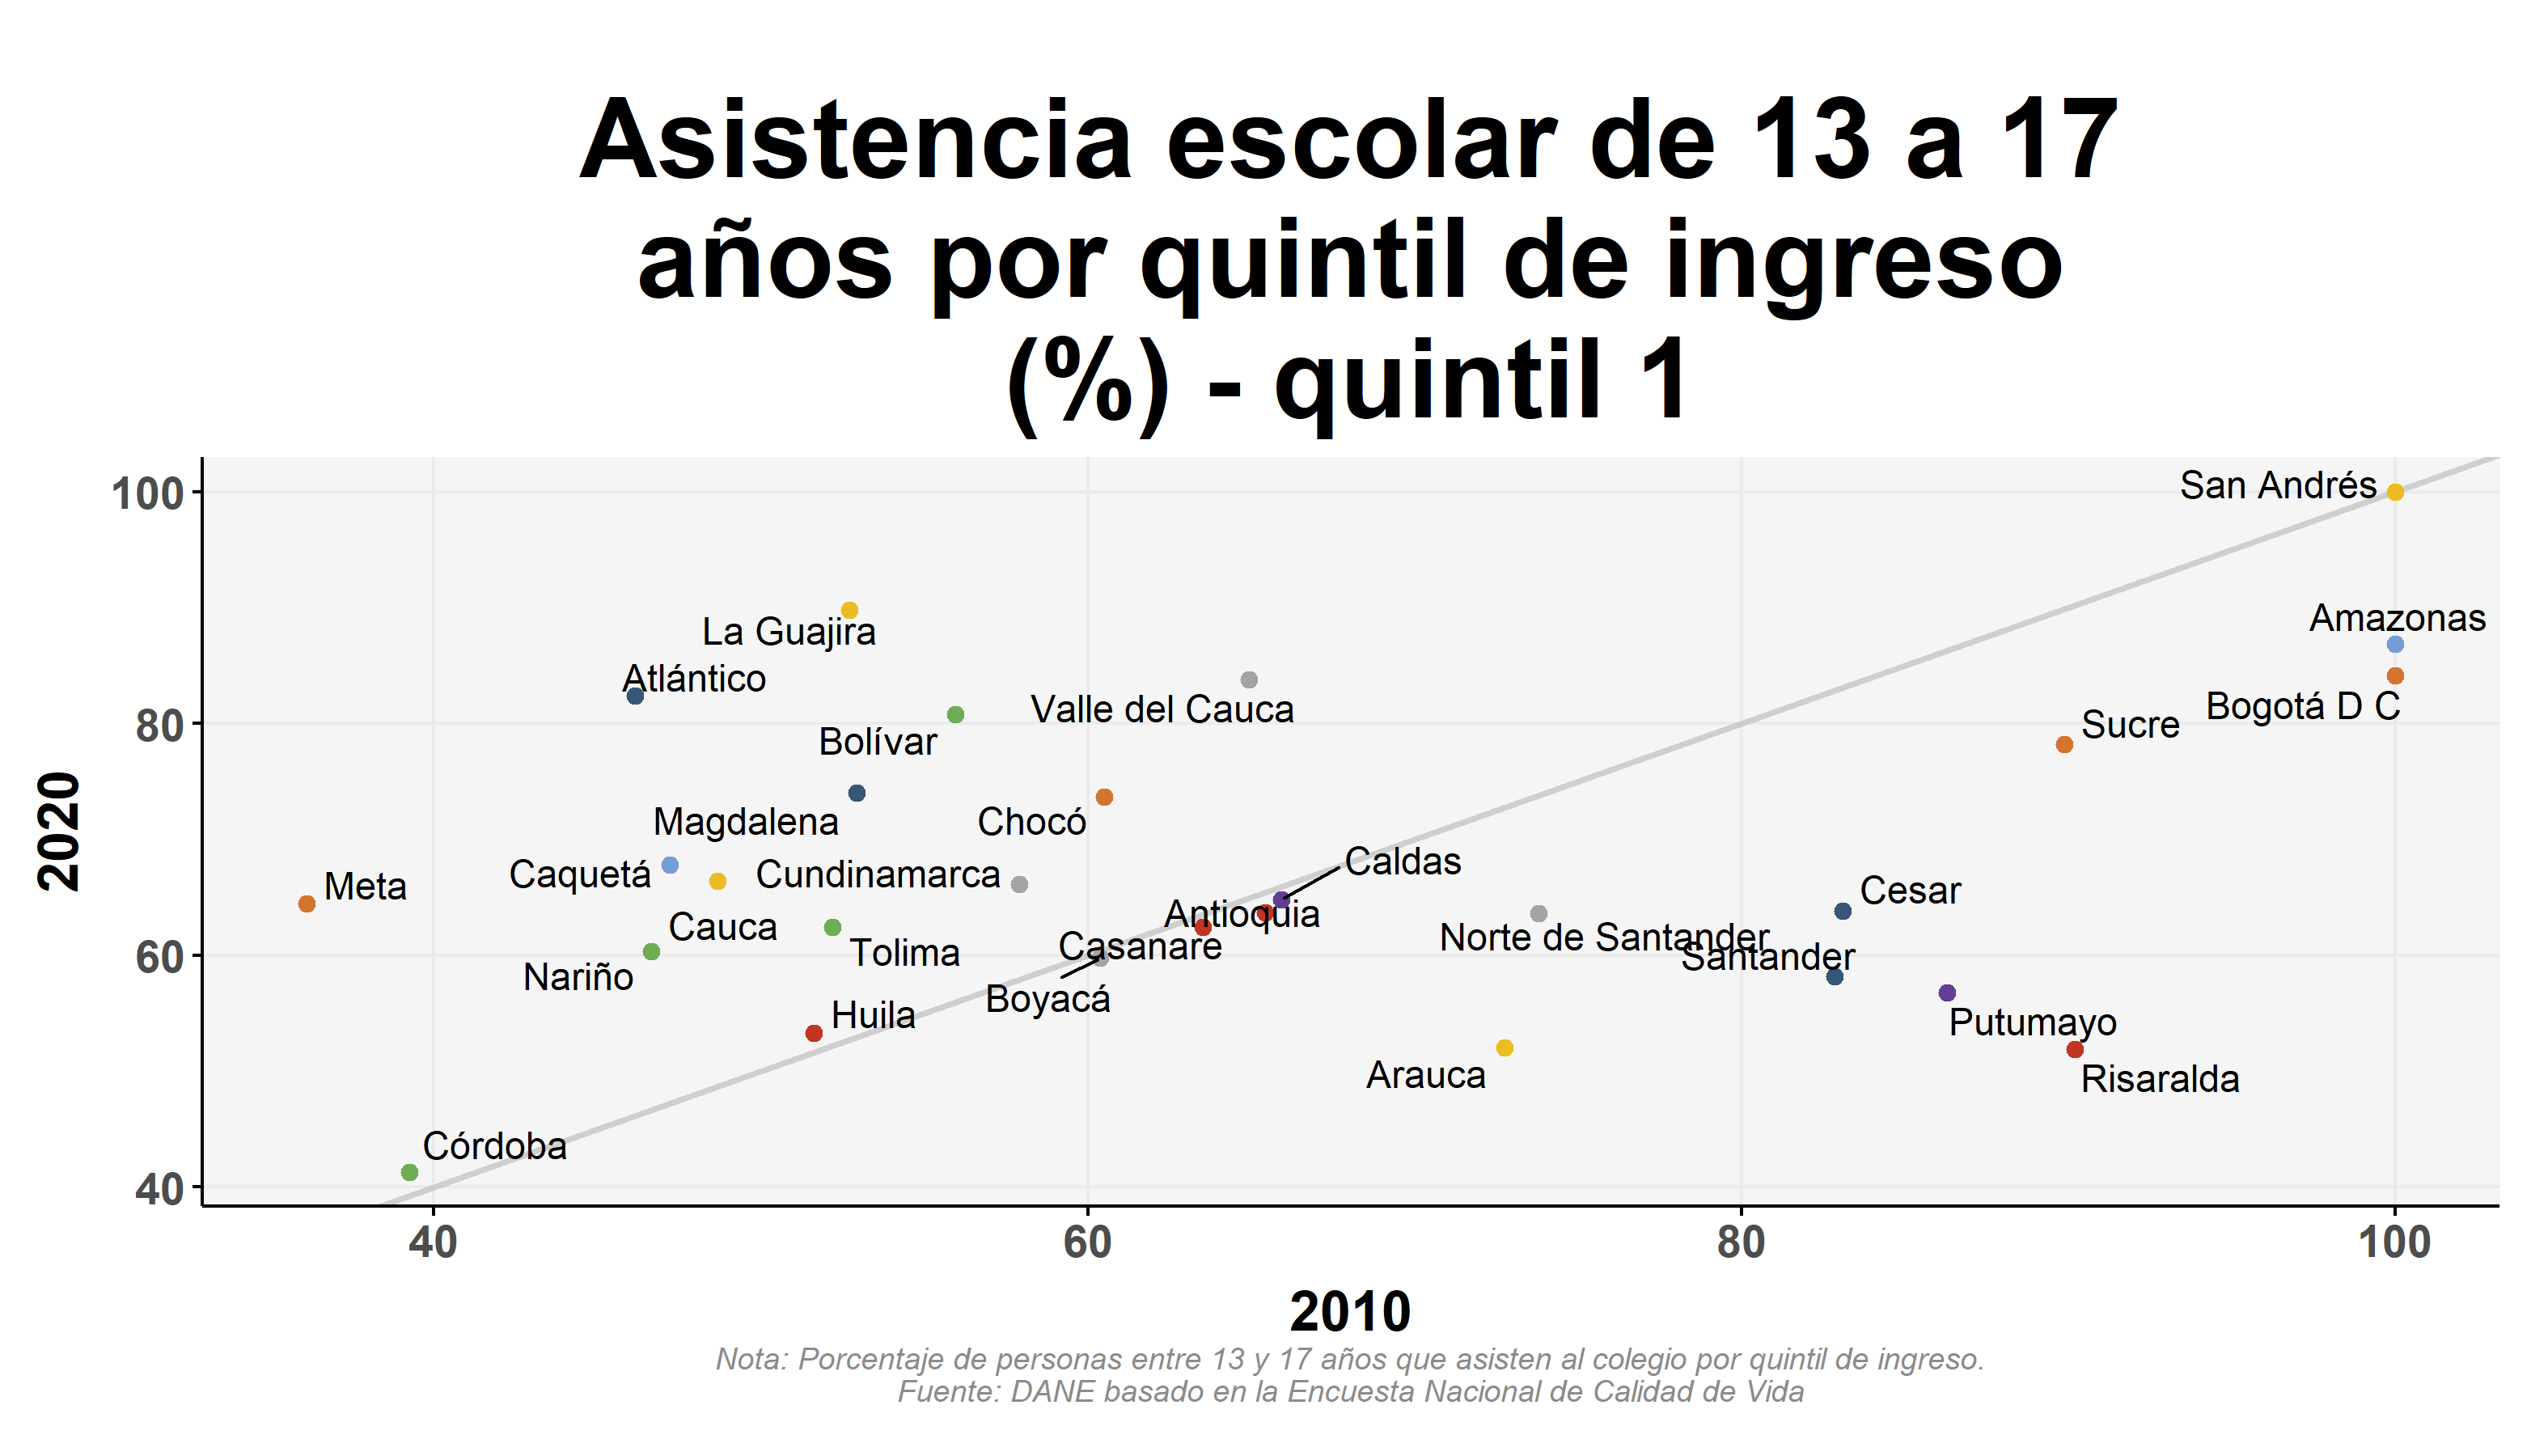 Asistencia escolar de 13 a 17
años por quintil de ingreso
(%) - quintil 1
100
San Andrés
La Guajira
Amazonas
Atlántico
Valle del Cauca
Bogotá D C
80
Sucre
Bolívar
Magdalena
Chocó
2020
Caldas
Meta
Caquetá
Cundinamarca
Cesar
Antioquia
Cauca
Norte de Santander
Casanare
Tolima
60
Santander
Nariño
Boyacá
Huila
Putumayo
Arauca
Risaralda
Córdoba
40
40
60
80
100
2010
Nota: Porcentaje de personas entre 13 y 17 años que asisten al colegio por quintil de ingreso.
Fuente: DANE basado en la Encuesta Nacional de Calidad de Vida